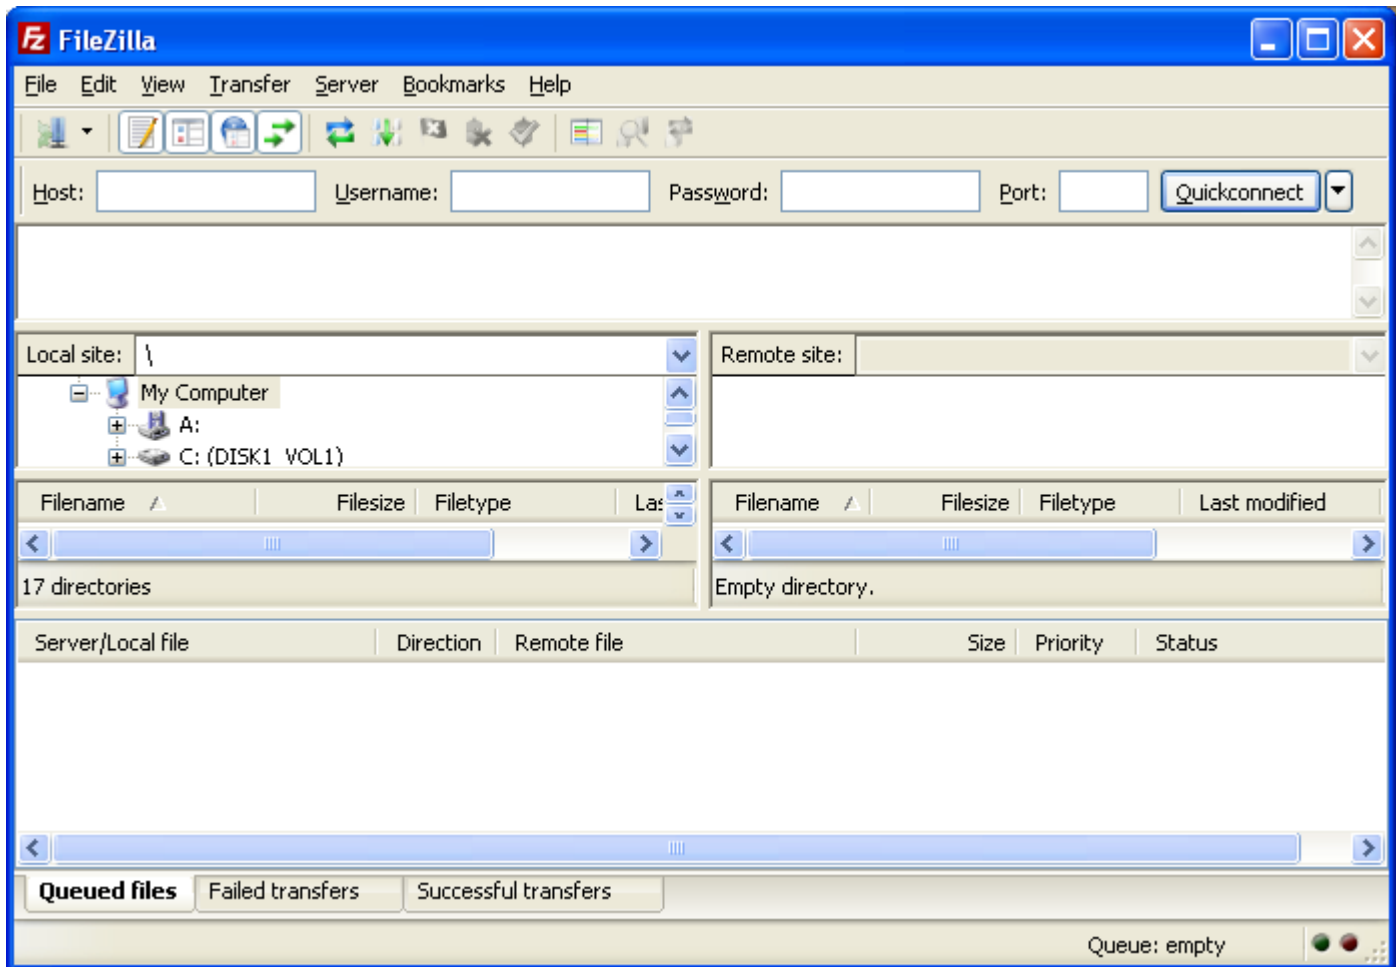 FileZilla
File Edit View Transfer Server Bookmarks Help
Host: Username: Password: Port: Quickconnect
Local site: \ Remote site:
My Computer
A:
C: (DISK1_VOL1)
Filename Filesize Filetype Las Filename Filesize Filetype Last modified
17 directories Empty directory.
Server/Local file Direction Remote file Size Priority Status
Queued files Failed transfers Successful transfers
Queue: empty